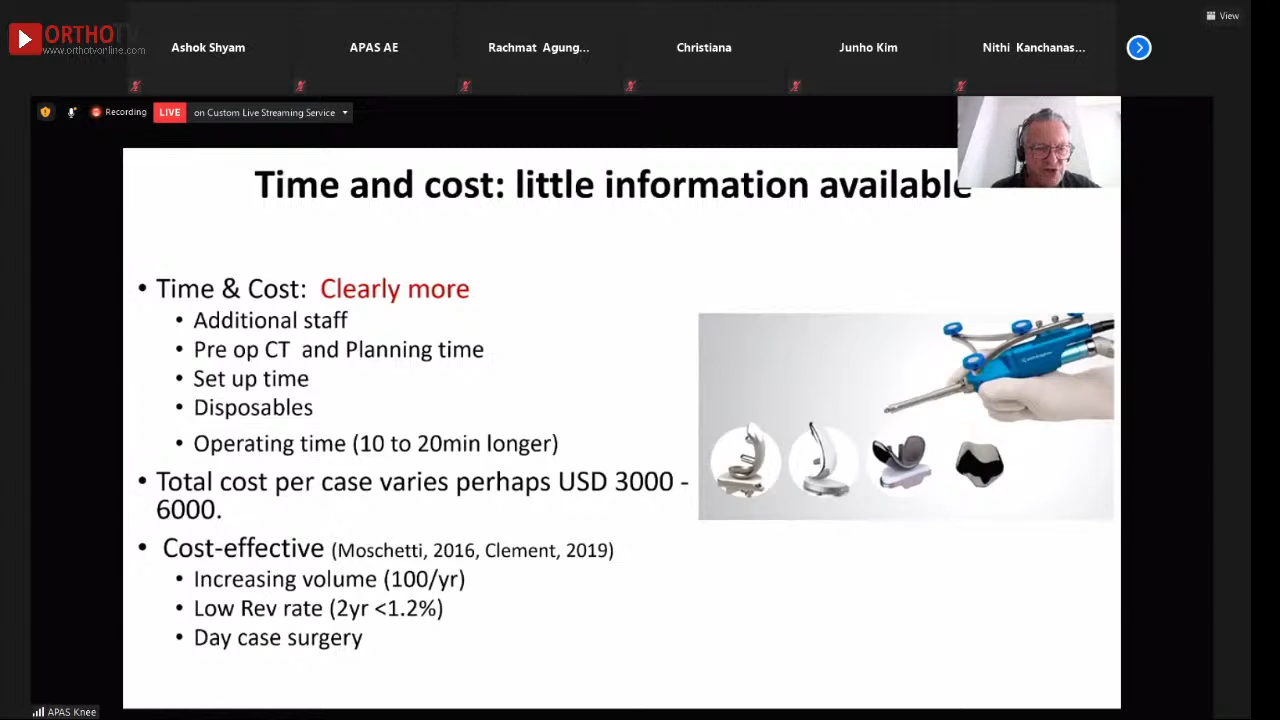 ORTHOTV
www.orthotvonline.com
View
Ashok Shyam
APAS AE
Rachmat Agung...
Christiana
Junho Kim
Nithi Kanchanas...
Recording
LIVE
on Custom Live Streaming Service
Time and cost: little information available
• Time & Cost: Clearly more
• Additional staff
• Pre op CT and Planning time
• Set up time
• Disposables
• Operating time (10 to 20min longer)
• Total cost per case varies perhaps USD 3000 -
6000.
• Cost-effective (Moschetti, 2016, Clement, 2019)
• Increasing volume (100/yr)
• Low Rev rate (2yr <1.2%)
• Day case surgery
APAS Knee